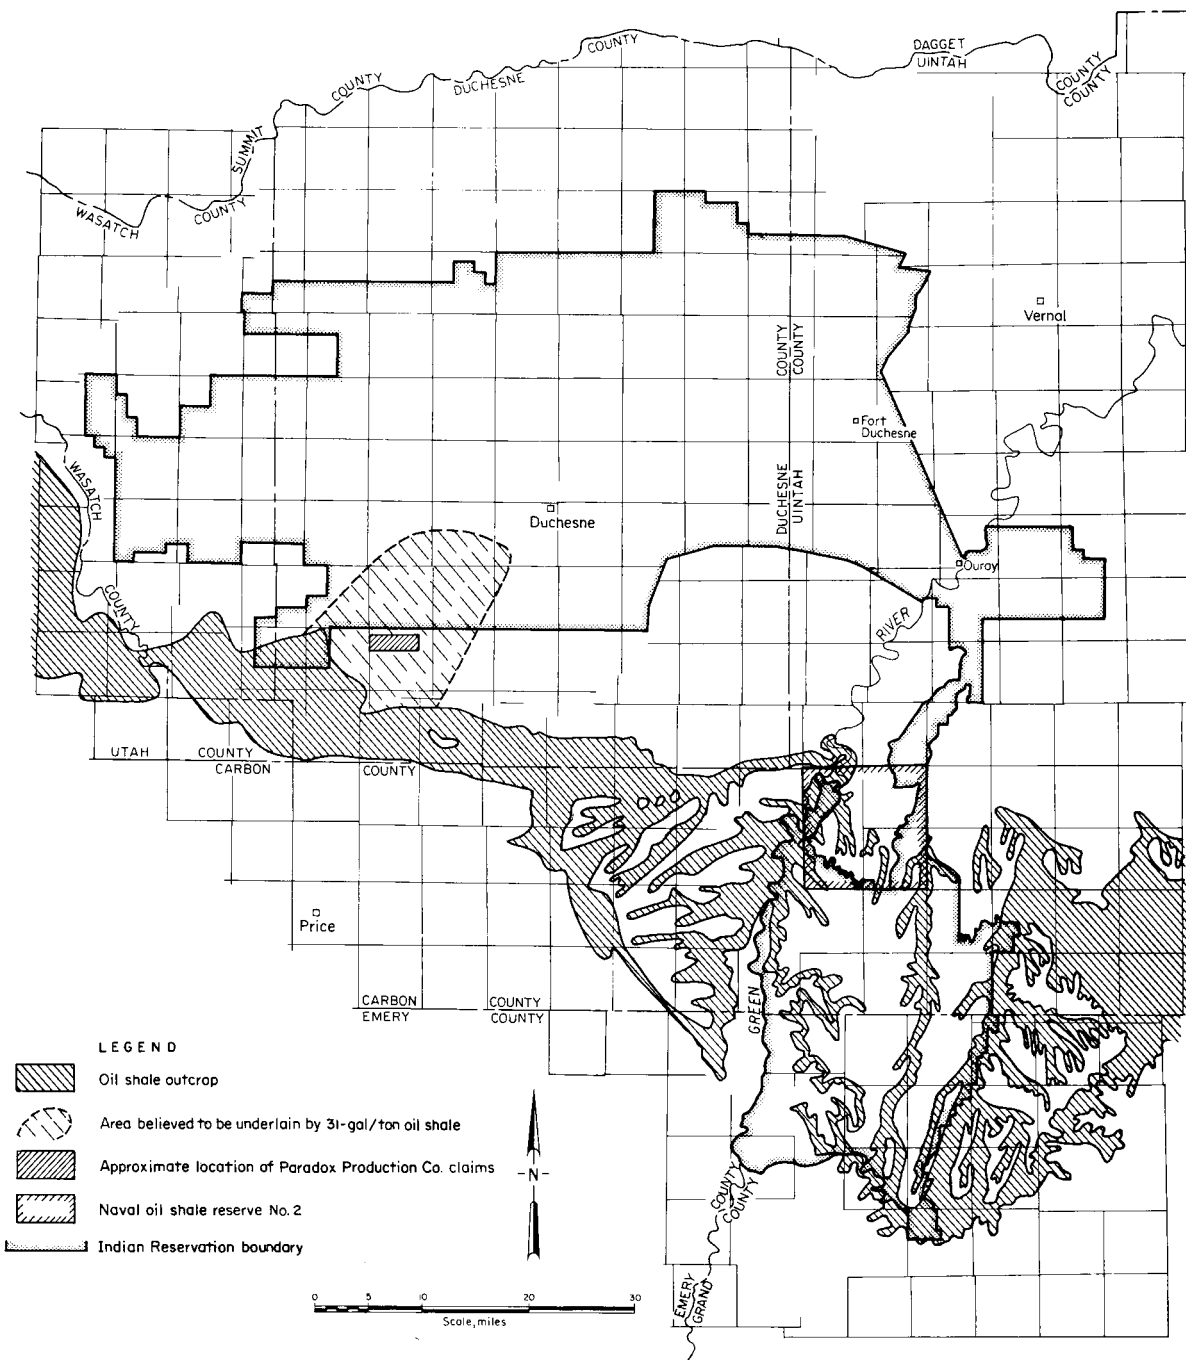 DAGGET
UINTAH
COUNTY
COUNTY
COUNTY
DUCHESNE
COUNTY
SUMMIT
COUNTY
WASATCH
Vernal
COUNTY
COUNTY
Fort
Duchesne
DUCHESNE
UINTAH
Duchesne
WASATCH
COUNTY
Ouray
RIVER
UTAH COUNTY
CARBON COUNTY
Price
GREEN
CARBON COUNTY
EMERY COUNTY
LEGEND
Oil shale outcrop
Area believed to be underlain by 31-gal/ton oil shale
Approximate location of Paradox Production Co. claims
Naval oil shale reserve No. 2
Indian Reservation boundary
-N-
0 5 10 20 30
Scale, miles
COUNTY
COUNTY
EMERY
GRAND